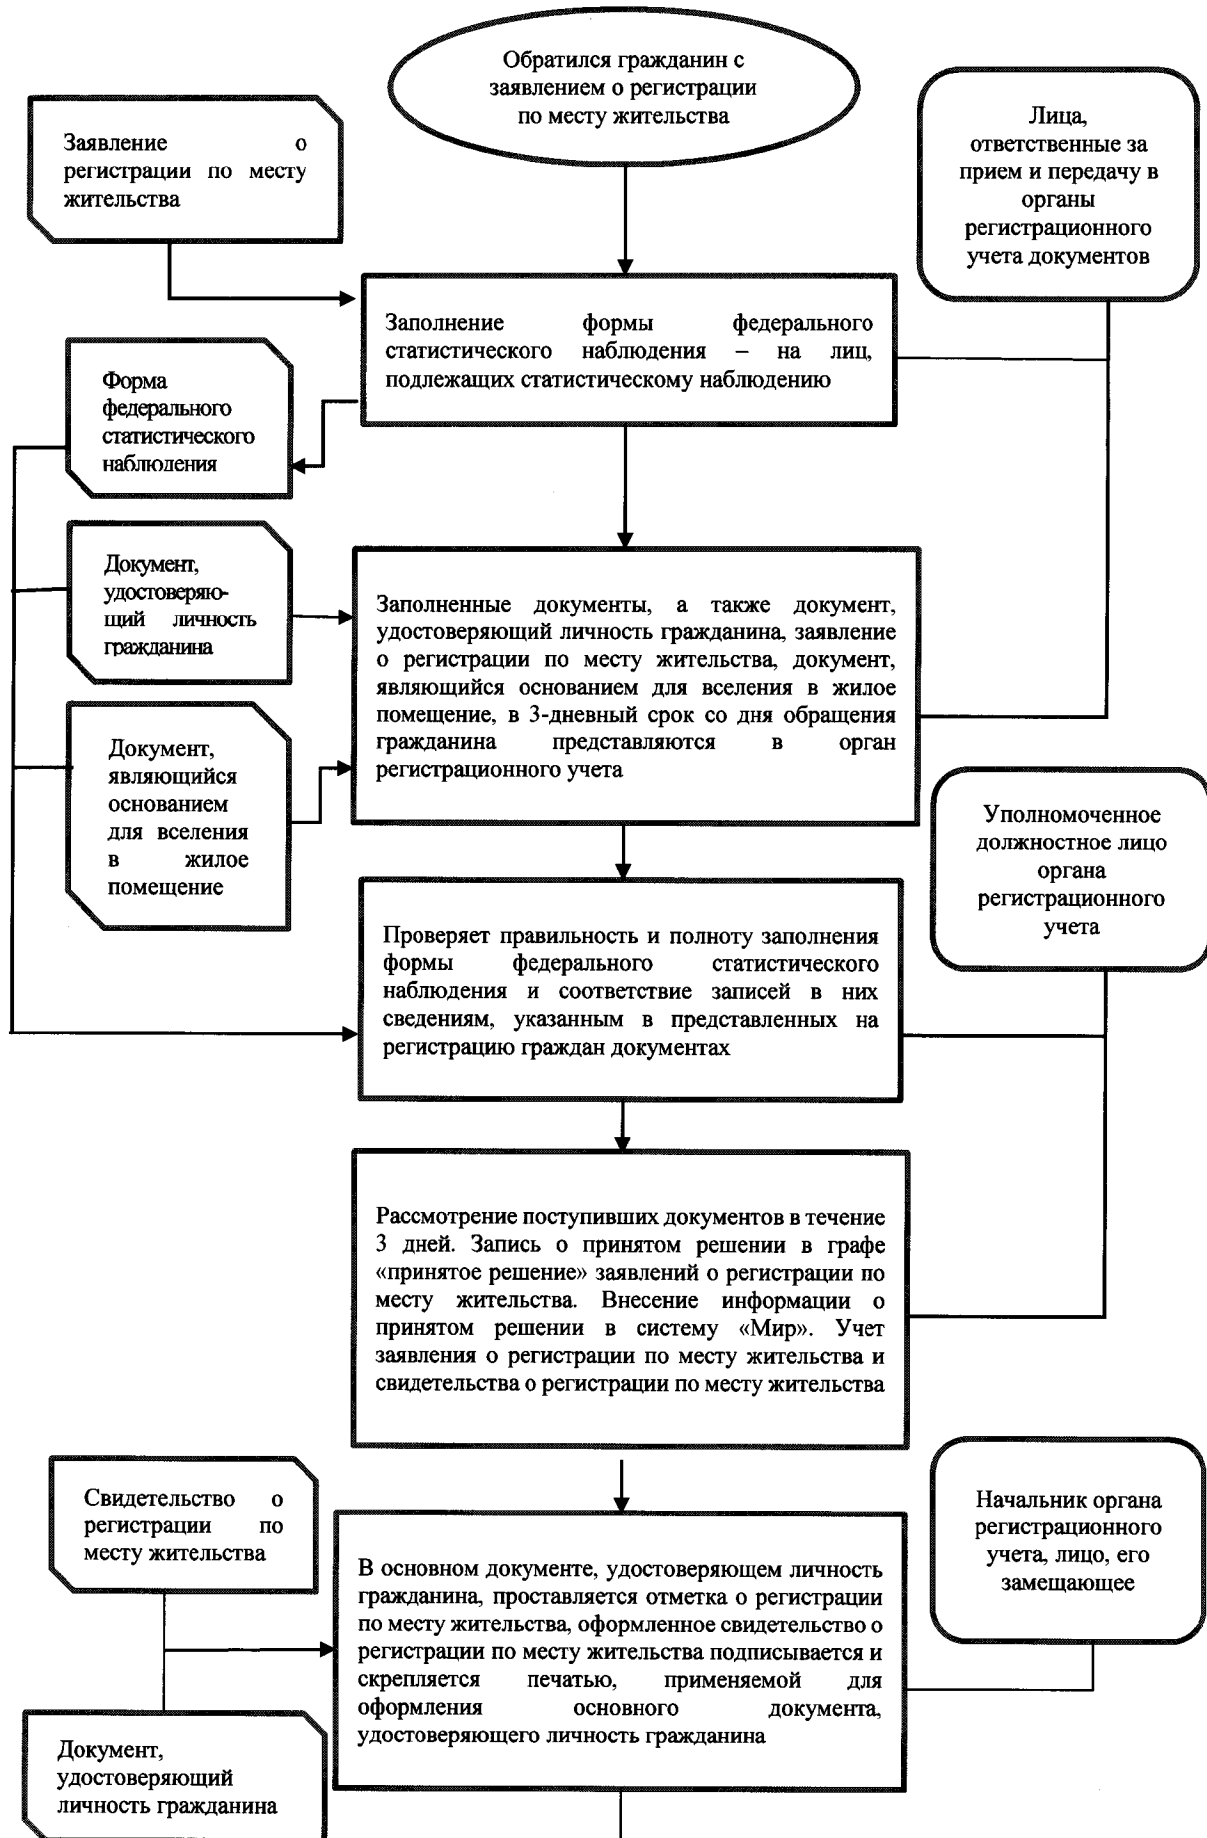 Обратился гражданин с
заявлением о регистрации
по месту жительства
Заявление о
регистрации по месту
жительства
Лица,
ответственные за
прием и передачу в
органы
регистрационного
учета документов
Заполнение формы федерального
статистического наблюдения – на лиц,
подлежащих статистическому наблюдению
Форма
федерального
статистического
наблюдения
Документ,
удостоверяю-
щий личность
гражданина
Заполненные документы, а также документ,
удостоверяющий личность гражданина, заявление
о регистрации по месту жительства, документ,
являющийся основанием для вселения в жилое
помещение, в 3-дневный срок со дня обращения
гражданина представляются в орган
регистрационного учета
Документ,
являющийся
основанием
для вселения
в жилое
помещение
Уполномоченное
должностное лицо
органа
регистрационного
учета
Проверяет правильность и полноту заполнения
формы федерального статистического
наблюдения и соответствие записей в них
сведениям, указанным в представленных на
регистрацию граждан документах
Рассмотрение поступивших документов в течение
3 дней. Запись о принятом решении в графе
«принятое решение» заявлений о регистрации по
месту жительства. Внесение информации о
принятом решении в систему «Мир». Учет
заявления о регистрации по месту жительства и
свидетельства о регистрации по месту жительства
Свидетельство о
регистрации по
месту жительства
Начальник органа
регистрационного
учета, лицо, его
замещающее
В основном документе, удостоверяющем личность
гражданина, проставляется отметка о регистрации
по месту жительства, оформленное свидетельство о
регистрации по месту жительства подписывается и
скрепляется печатью, применяемой для
оформления основного документа,
удостоверяющего личность гражданина
Документ,
удостоверяющий
личность гражданина